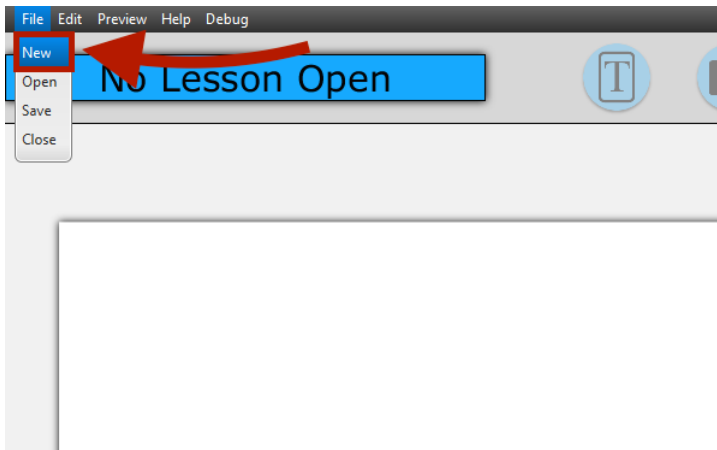 File Edit Preview Help Debug
New
No Lesson Open
T
Open
Save
Close